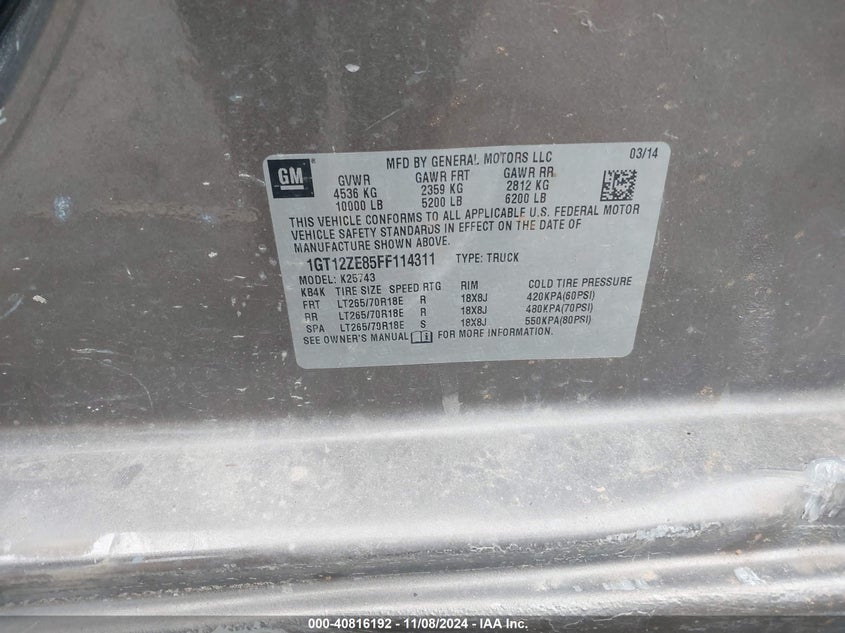 GM
MFD BY GENERAL MOTORS LLC 03/14
GVWR GAWR FRT GAWR RR
4536 KG 2359 KG 2812 KG
10000 LB 5200 LB 6200 LB
THIS VEHICLE CONFORMS TO ALL APPLICABLE U.S. FEDERAL MOTOR
VEHICLE SAFETY STANDARDS IN EFFECT ON THE DATE OF
MANUFACTURE SHOWN ABOVE.
1GT12ZE85FF114311 TYPE: TRUCK
MODEL: K25743
KB4K TIRE SIZE SPEED RTG RIM COLD TIRE PRESSURE
FRT LT265/70R18E R 18X8J 420KPA(60PSI)
RR LT265/70R18E R 18X8J 480KPA(70PSI)
SPA LT265/70R18E S 18X8J 550KPA(80PSI)
SEE OWNER'S MANUAL FOR MORE INFORMATION.
000-40816192 - 11/08/2024 - IAA Inc.